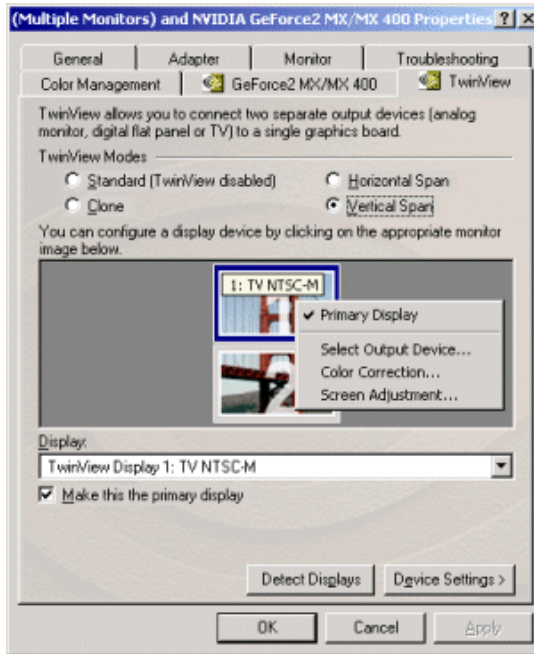 (Multiple Monitors) and NVIDIA GeForce2 MX/MX 400 Properties
General
Adapter
Monitor
Troubleshooting
Color Management
GeForce2 MX/MX 400
TwinView
TwinView allows you to connect two separate output devices (analog
monitor, digital flat panel or TV) to a single graphics board.
TwinView Modes
Standard (TwinView disabled)
Horizontal Span
Clone
Vertical Span
You can configure a display device by clicking on the appropriate monitor
image below.
1: TV NTSC-M
Primary Display
Select Output Device...
Color Correction...
Screen Adjustment...
Display:
TwinView Display 1: TV NTSC-M
Make this the primary display
Detect Displays
Device Settings >
OK
Cancel
Apply